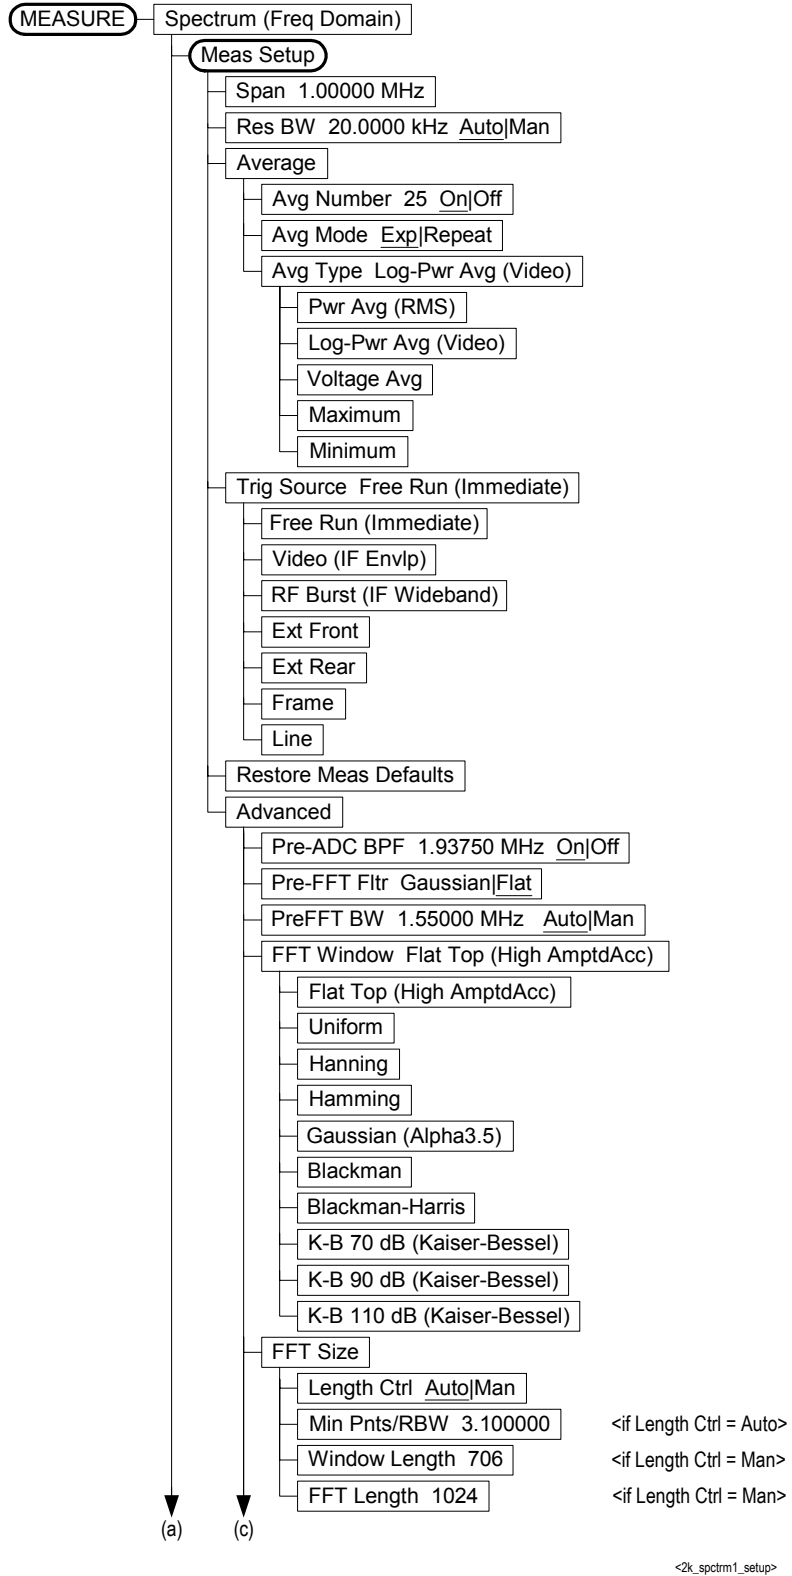 MEASURE Spectrum (Freq Domain)
Meas Setup
Span 1.00000 MHz
Res BW 20.0000 kHz Auto|Man
Average
Avg Number 25 On|Off
Avg Mode Exp|Repeat
Avg Type Log-Pwr Avg (Video)
Pwr Avg (RMS)
Log-Pwr Avg (Video)
Voltage Avg
Maximum
Minimum
Trig Source Free Run (Immediate)
Free Run (Immediate)
Video (IF Envlp)
RF Burst (IF Wideband)
Ext Front
Ext Rear
Frame
Line
Restore Meas Defaults
Advanced
Pre-ADC BPF 1.93750 MHz On|Off
Pre-FFT Fltr Gaussian|Flat
PreFFT BW 1.55000 MHz Auto|Man
FFT Window Flat Top (High AmptdAcc)
Flat Top (High AmptdAcc)
Uniform
Hanning
Hamming
Gaussian (Alpha3.5)
Blackman
Blackman-Harris
K-B 70 dB (Kaiser-Bessel)
K-B 90 dB (Kaiser-Bessel)
K-B 110 dB (Kaiser-Bessel)
FFT Size
Length Ctrl Auto|Man
Min Pnts/RBW 3.100000 <if Length Ctrl = Auto>
Window Length 706 <if Length Ctrl = Man>
FFT Length 1024 <if Length Ctrl = Man>
(a) (c)
<2k_spctrm1_setup>